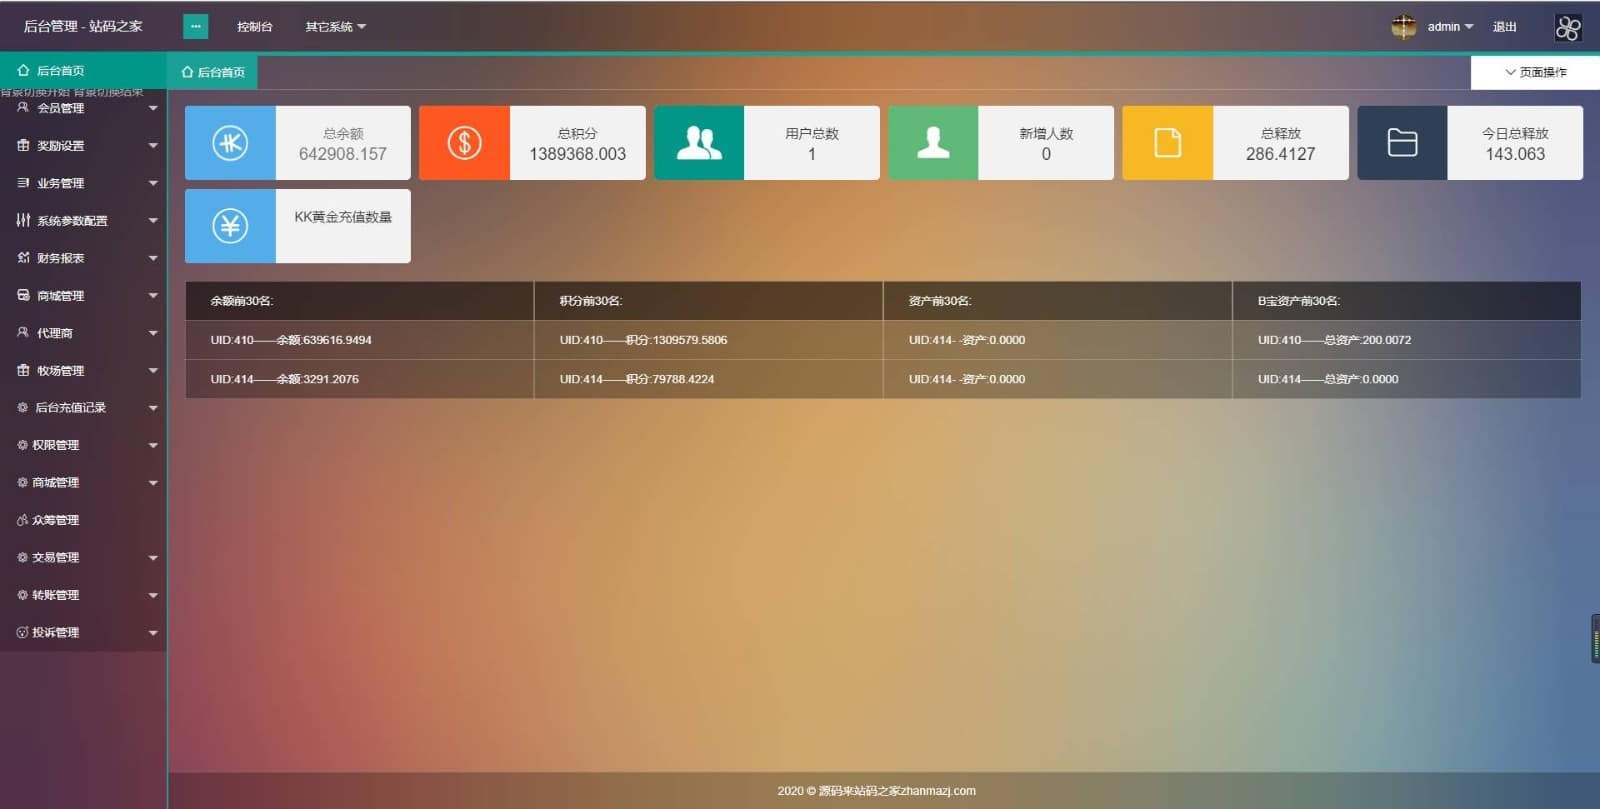 后台管理 - 站码之家
控制台
其它系统
admin
退出
后台首页
后台首页
页面操作
背景切换开始 背景切换结束
会员管理
奖励设置
业务管理
系统参数配置
财务报表
商城管理
代理商
牧场管理
后台充值记录
权限管理
商城管理
众筹管理
交易管理
转账管理
投诉管理
总余额
642908.157
总积分
1389368.003
用户总数
1
新增人数
0
总释放
286.4127
今日总释放
143.063
KK黄金充值数量
余额前30名: 积分前30名: 资产前30名: B宝资产前30名:
UID:410——余额:639616.9494 UID:410——积分:1309579.5806 UID:414- -资产:0.0000 UID:410——总资产:200.0072
UID:414——余额:3291.2076 UID:414——积分:79788.4224 UID:414- -资产:0.0000 UID:414——总资产:0.0000
2020 © 源码来站码之家zhanmazj.com